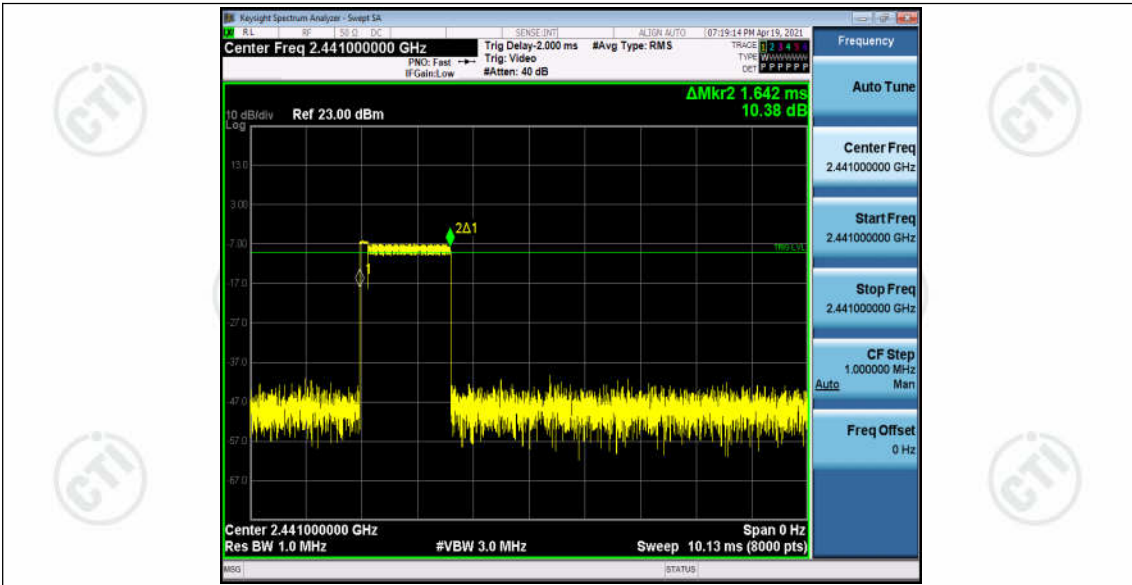 Keysight Spectrum Analyzer - Swept SA
RL RF 50 Ω DC SENSE:INT ALIGN AUTO 07:19:14 PM Apr 19, 2021
Center Freq 2.441000000 GHz
PNO: Fast
IFGain:Low
Trig Delay-2.000 ms
Trig: Video
#Atten: 40 dB
#Avg Type: RMS
TRACE 1 2 3 4 5 6
TYPE WWWWWW
DET P P P P P P
Frequency
Auto Tune
Center Freq
2.441000000 GHz
Start Freq
2.441000000 GHz
Stop Freq
2.441000000 GHz
CF Step
1.000000 MHz
Auto Man
Freq Offset
0 Hz
ΔMkr2 1.642 ms
10.38 dB
10 dB/div Ref 23.00 dBm
Log
13.0
3.00
-7.00
-17.0
-27.0
-37.0
-47.0
-57.0
-67.0
2Δ1
1
TRIG LVL
Center 2.441000000 GHz Span 0 Hz
Res BW 1.0 MHz #VBW 3.0 MHz Sweep 10.13 ms (8000 pts)
MSG STATUS
CTI
CTI
CTI
CTI